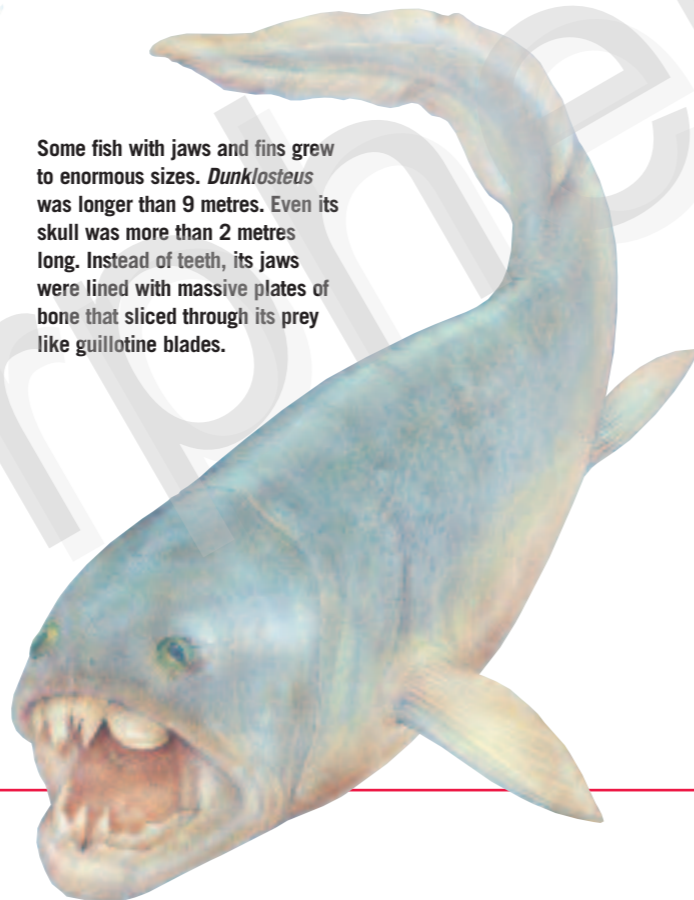 Some fish with jaws and fins grew
to enormous sizes. Dunklosteus
was longer than 9 metres. Even its
skull was more than 2 metres
long. Instead of teeth, its jaws
were lined with massive plates of
bone that sliced through its prey
like guillotine blades.